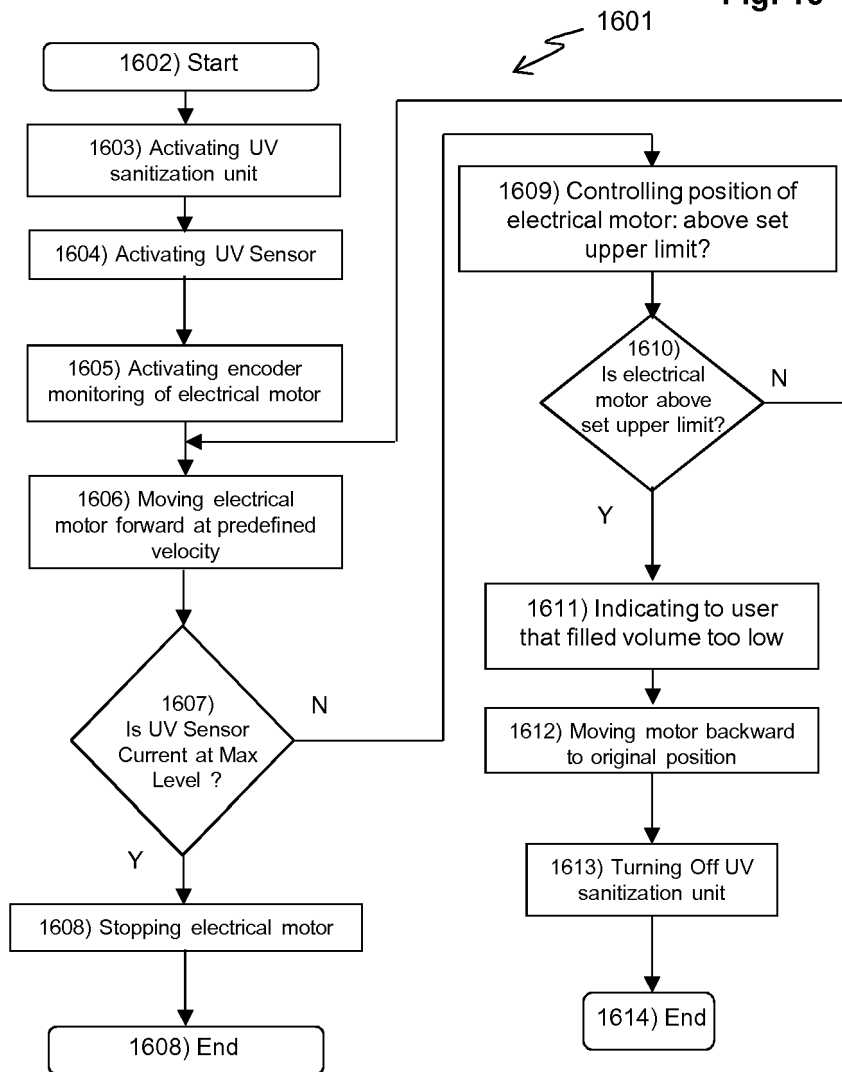 1601
1602) Start
1603) Activating UV
sanitization unit
1604) Activating UV Sensor
1605) Activating encoder
monitoring of electrical motor
1606) Moving electrical
motor forward at predefined
velocity
1607)
Is UV Sensor
Current at Max
Level ?
N
Y
1608) Stopping electrical motor
1608) End
1609) Controlling position of
electrical motor: above set
upper limit?
1610)
Is electrical
motor above
set upper limit?
N
Y
1611) Indicating to user
that filled volume too low
1612) Moving motor backward
to original position
1613) Turning Off UV
sanitization unit
1614) End